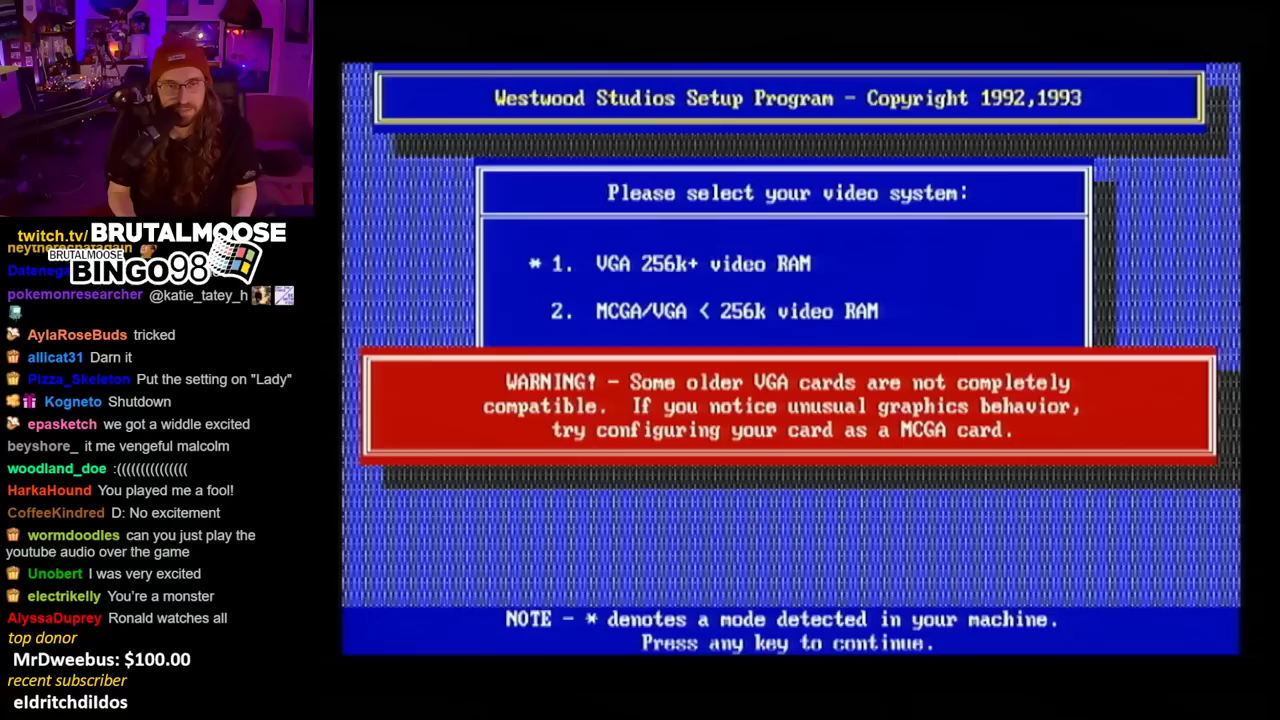 twitch.tv/BRUTALMOOSE
BRUTALMOOSE
BINGO98
pokemonresearcher @katie_tatey_h
AylaRoseBuds tricked
allicat31 Darn it
Pizza_Skeleton Put the setting on "Lady"
Kogneto Shutdown
epasketch we got a widdle excited
beyshore_ it me vengeful malcolm
woodland_doe :((((((((((((((
HarkaHound You played me a fool!
CoffeeKindred D: No excitement
wormdoodles can you just play the
youtube audio over the game
Unobert I was very excited
electrikelly You're a monster
AlyssaDuprey Ronald watches all
top donor
MrDweebus: $100.00
recent subscriber
eldritchdildos
Westwood Studios Setup Program - Copyright 1992,1993
Please select your video system:
* 1. VGA 256k+ video RAM
2. MCGA/VGA < 256k video RAM
WARNING! - Some older VGA cards are not completely
compatible. If you notice unusual graphics behavior,
try configuring your card as a MCGA card.
NOTE - * denotes a mode detected in your machine.
Press any key to continue.